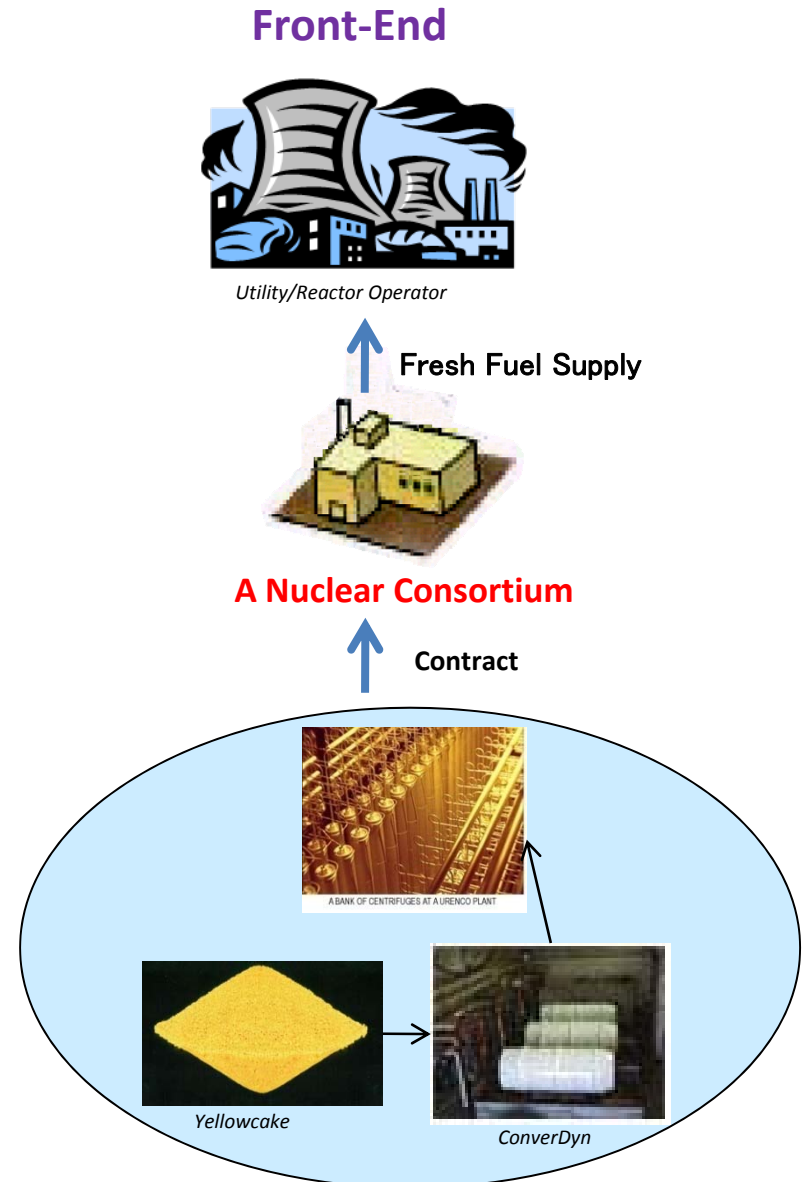 Front-End
Utility/Reactor Operator
Fresh Fuel Supply
A Nuclear Consortium
Contract
A BANK OF CENTRIFUGES AT A URENCO PLANT
Yellowcake
ConverDyn